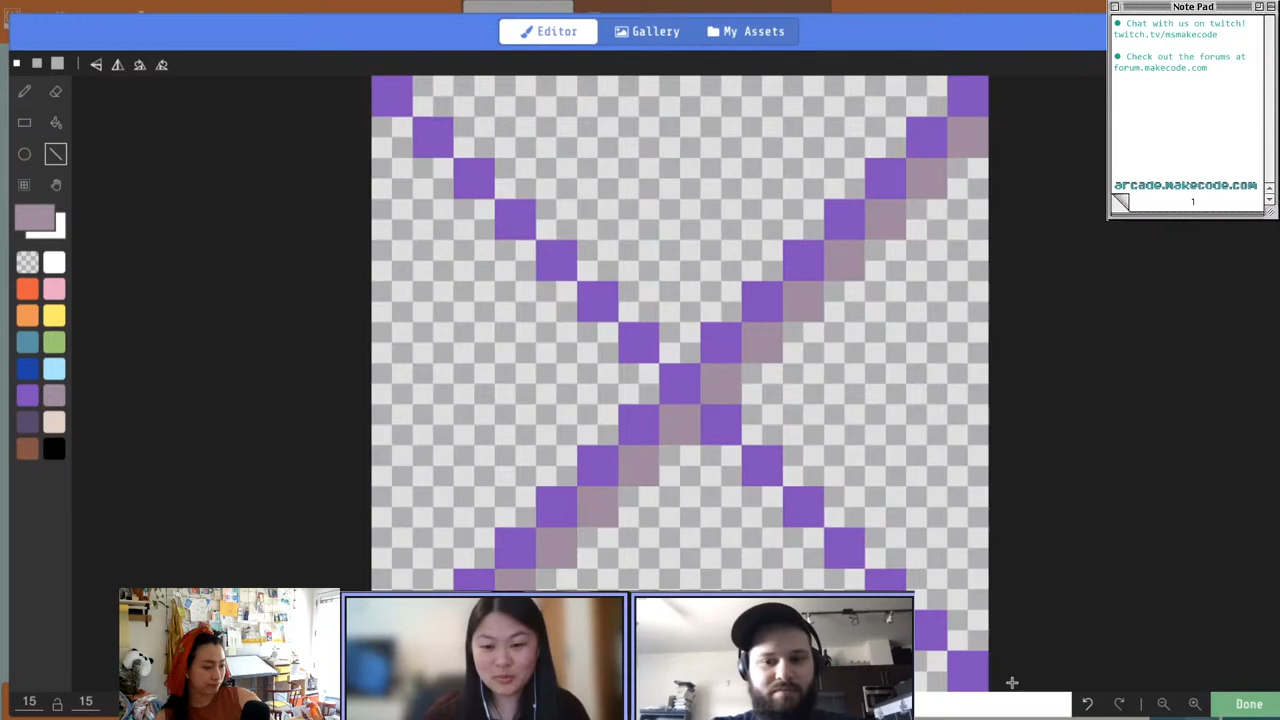 Editor
Gallery
My Assets
Note Pad
Chat with us on twitch!
twitch.tv/msmakecode
Check out the forums at
forum.makecode.com
arcade.makecode.com
1
15
15
Done